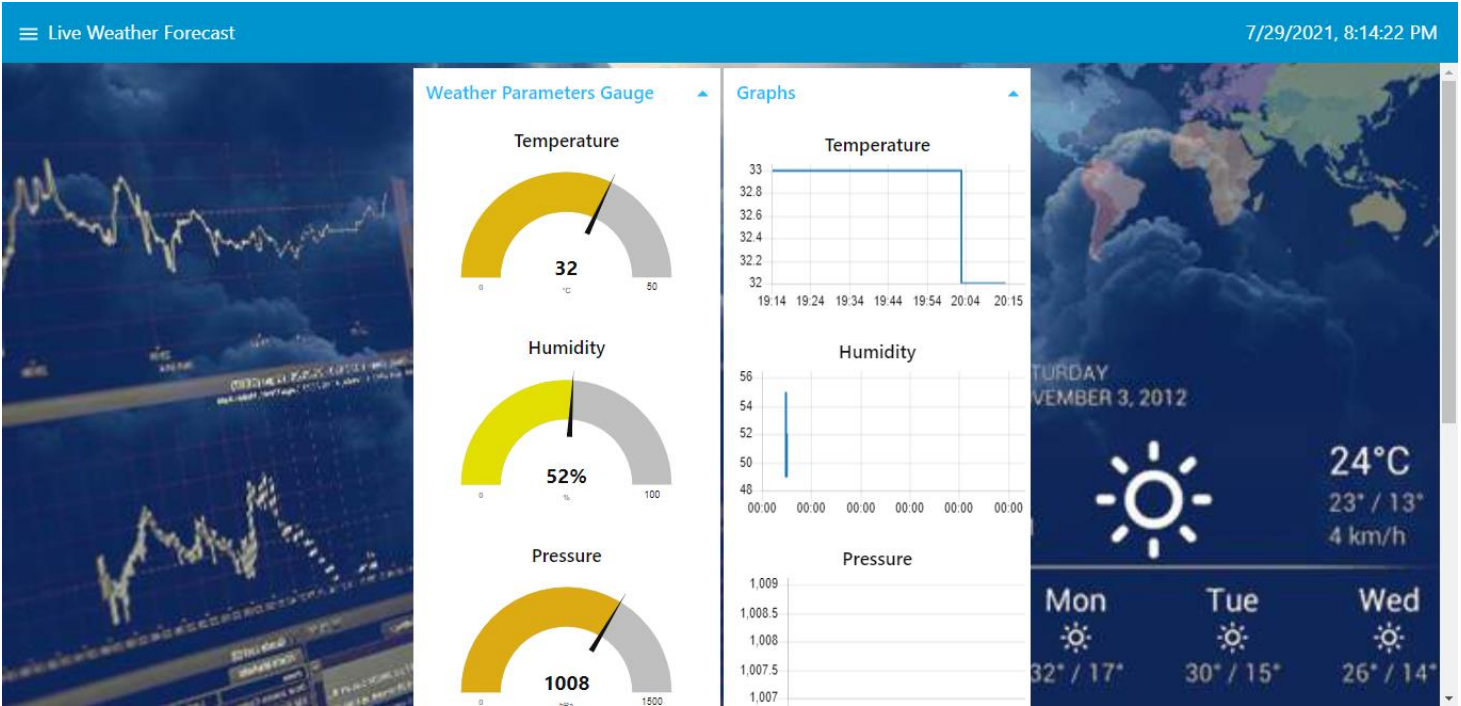 Live Weather Forecast
7/29/2021, 8:14:22 PM
Weather Parameters Gauge
Temperature
32
0
°C
50
Humidity
52%
0
%
100
Pressure
1008
0
1500
Graphs
Temperature
33
32.8
32.6
32.4
32.2
32
19:14 19:24 19:34 19:44 19:54 20:04 20:15
Humidity
56
54
52
50
48
00:00 00:00 00:00 00:00 00:00 00:00
Pressure
1,009
1,008.5
1,008
1,007.5
1,007
TURDAY
VEMBER 3, 2012
24°C
23° / 13°
4 km/h
Mon Tue Wed
32° / 17° 30° / 15° 26° / 14°